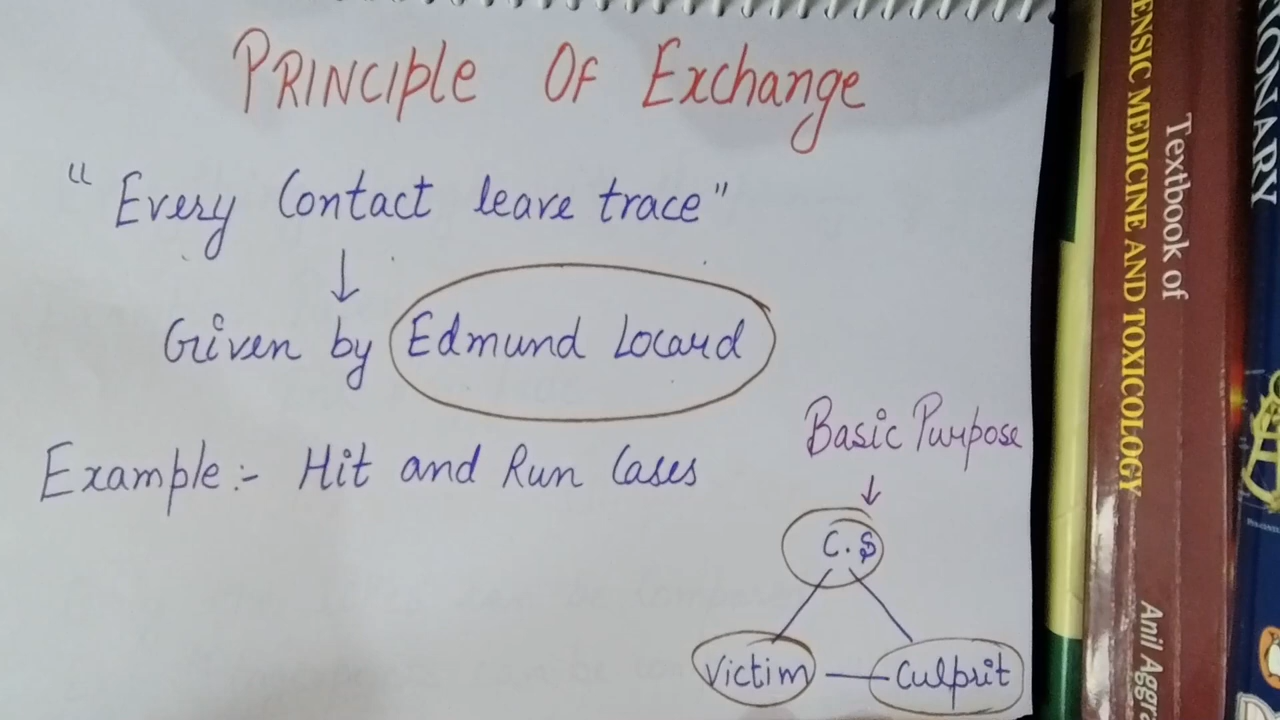 PRINCIple OF Exchange
“ Every Contact leave trace ”
↓
Given by Edmund Locard
Example:- Hit and Run Cases
Basic Purpose
↓
C.S
Victim — Culprit
Textbook of
ENSIC MEDICINE AND TOXICOLOGY
Anil Aggra
IONARY